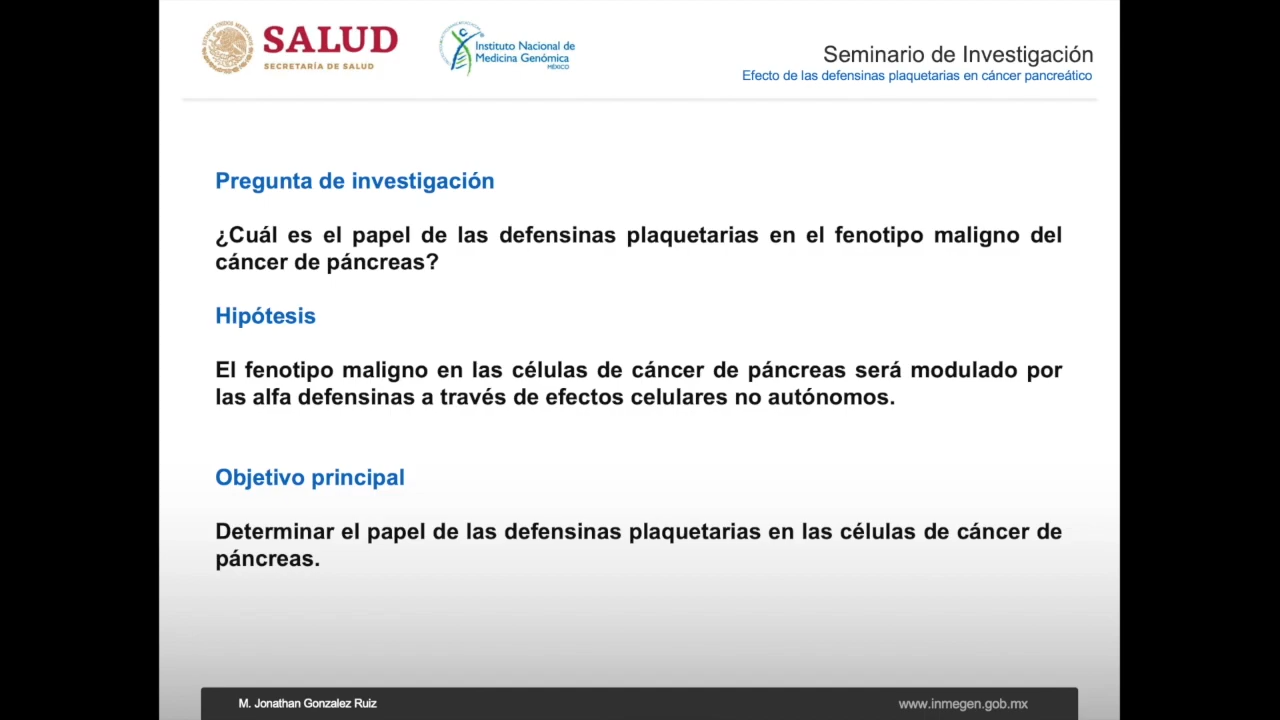 SALUD
SECRETARÍA DE SALUD
Instituto Nacional de
Medicina Genómica
MÉXICO
Seminario de Investigación
Efecto de las defensinas plaquetarias en cáncer pancreático
Pregunta de investigación
¿Cuál es el papel de las defensinas plaquetarias en el fenotipo maligno del
cáncer de páncreas?
Hipótesis
El fenotipo maligno en las células de cáncer de páncreas será modulado por
las alfa defensinas a través de efectos celulares no autónomos.
Objetivo principal
Determinar el papel de las defensinas plaquetarias en las células de cáncer de
páncreas.
M. Jonathan Gonzalez Ruiz
www.inmegen.gob.mx